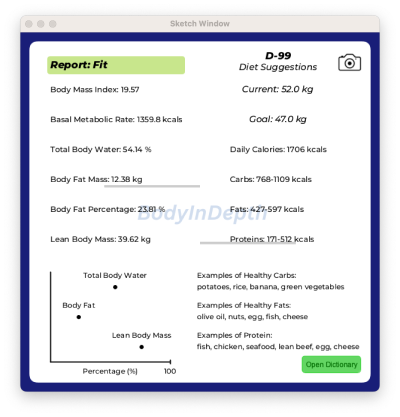 Sketch Window
Report: Fit
D-99
Diet Suggestions
Body Mass Index: 19.57
Current: 52.0 kg
Basal Metabolic Rate: 1359.8 kcals
Goal: 47.0 kg
Total Body Water: 54.14 %
Daily Calories: 1706 kcals
Body Fat Mass: 12.38 kg
Carbs: 768-1109 kcals
Body Fat Percentage: 23.81 %
Fats: 427-597 kcals
BodyInDepth
Lean Body Mass: 39.62 kg
Proteins: 171-512 kcals
Total Body Water
Body Fat
Lean Body Mass
Percentage (%)
100
Examples of Healthy Carbs:
potatoes, rice, banana, green vegetables
Examples of Healthy Fats:
olive oil, nuts, egg, fish, cheese
Examples of Protein:
fish, chicken, seafood, lean beef, egg, cheese
Open Dictionary